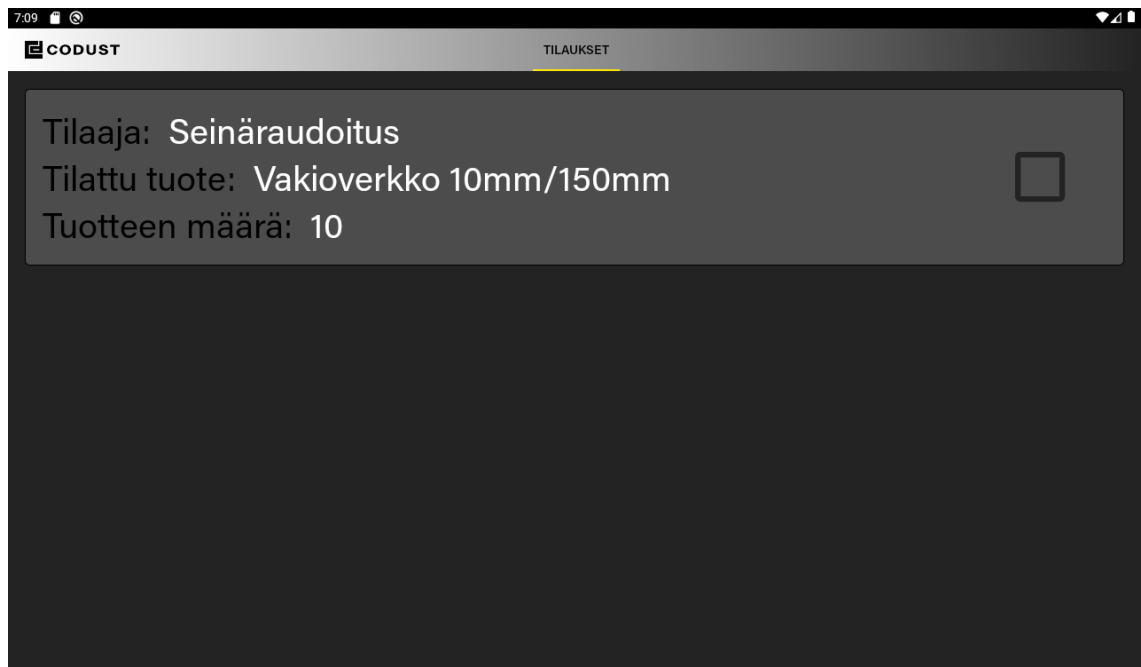 7:09
CODUST
TILAUKSET
Tilaaja: Seinäraudoitus
Tilattu tuote: Vakioverkko 10mm/150mm
Tuotteen määrä: 10